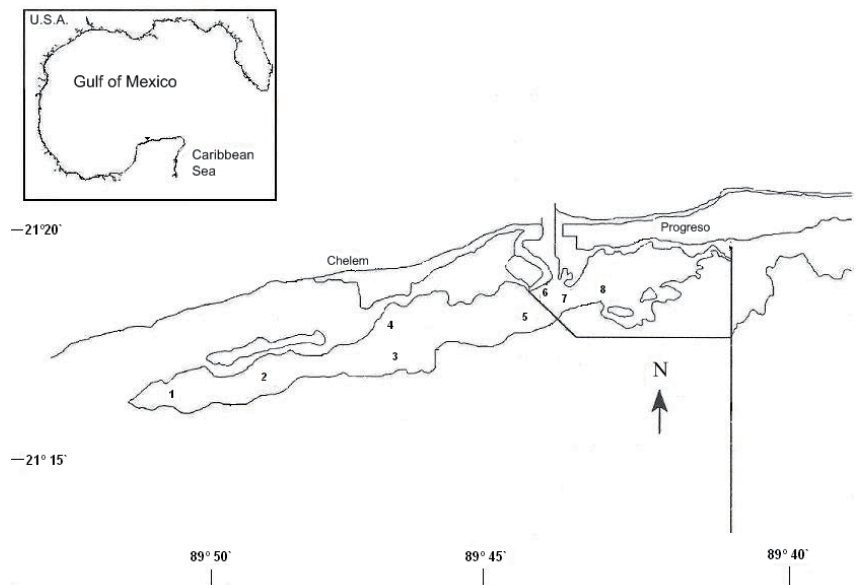 U.S.A.
Gulf of Mexico
Caribbean
Sea
21°20`
Progreso
Chelem
6
7
8
5
4
3
2
1
N
21° 15`
89° 50`
89° 45`
89° 40`